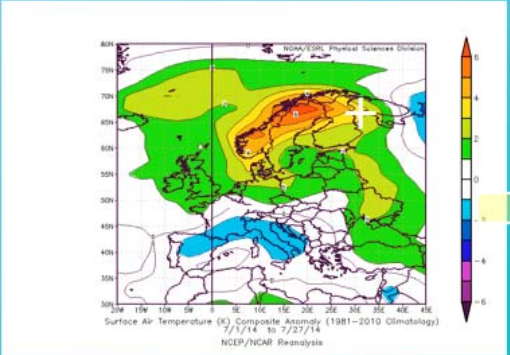 NOAA/ESRL Physical Sciences Division
80N
75N
70N
65N
60N
55N
50N
45N
40N
35N
30N
20W 15W 10W 5W 0 5E 10E 15E 20E 25E 30E 35E 40E 45E
6
4
2
0
-4
-6
Surface Air Temperature (K) Composite Anomaly (1981-2010 Climatology)
7/1/14 to 7/27/14
NCEP/NCAR Reanalysis